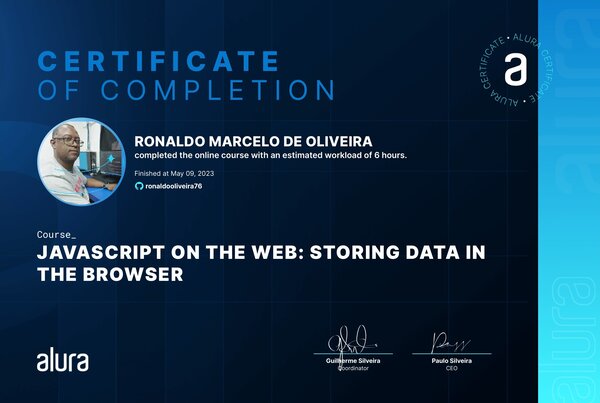 CERTIFICATE
OF COMPLETION
ALURA CERTIFICATE • ALURA CERTIFICATE •
a
RONALDO MARCELO DE OLIVEIRA
completed the online course with an estimated workload of 6 hours.
Finished at May 09, 2023
ronaldooliveira76
Course_
JAVASCRIPT ON THE WEB: STORING DATA IN
THE BROWSER
alura
Guilherme Silveira
Coordinator
Paulo Silveira
CEO
alura
alura